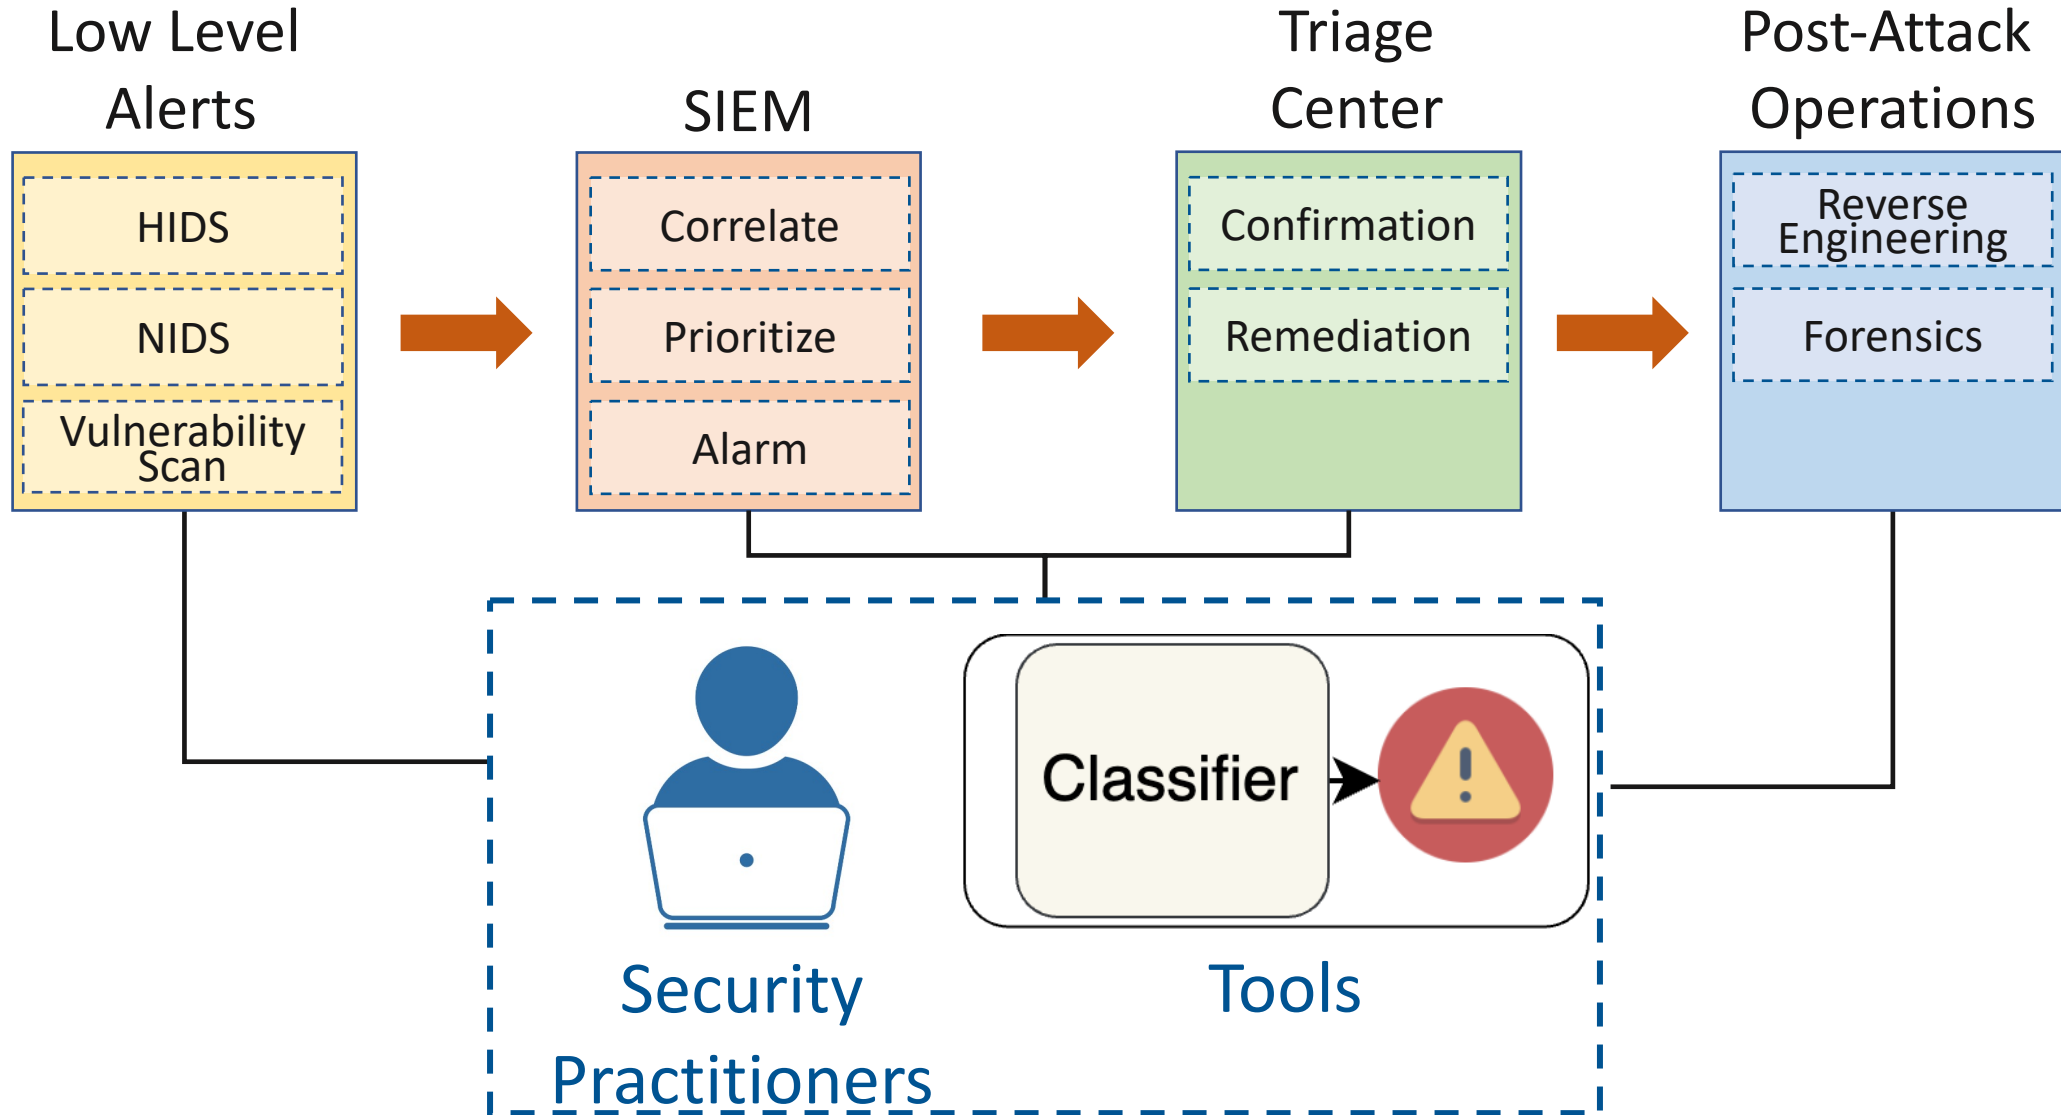 Low Level
Alerts
SIEM
Triage
Center
Post-Attack
Operations
HIDS
NIDS
Vulnerability
Scan
Correlate
Prioritize
Alarm
Confirmation
Remediation
Reverse
Engineering
Forensics
Classifier
Security
Practitioners
Tools